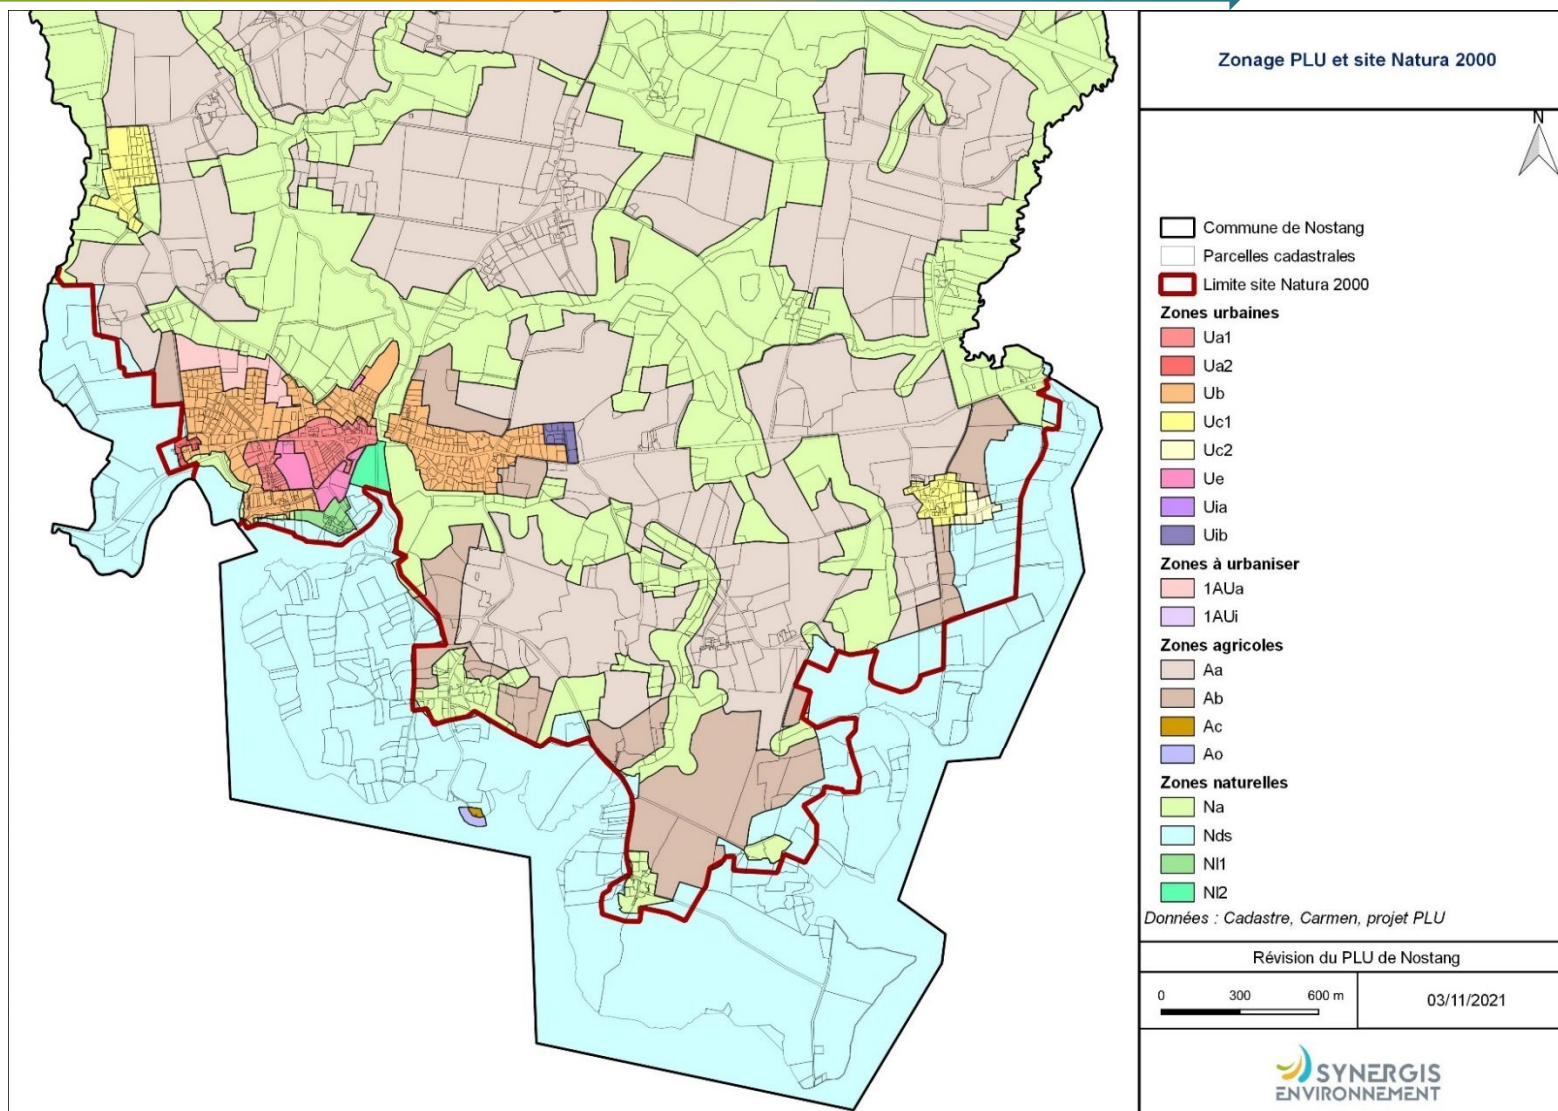 Zonage PLU et site Natura 2000
N
Commune de Nostang
Parcelles cadastrales
Limite site Natura 2000
Zones urbaines
Ua1
Ua2
Ub
Uc1
Uc2
Ue
Uia
Uib
Zones à urbaniser
1AUa
1AUi
Zones agricoles
Aa
Ab
Ac
Ao
Zones naturelles
Na
Nds
Nl1
Nl2
Données : Cadastre, Carmen, projet PLU
Révision du PLU de Nostang
0 300 600 m
03/11/2021
SYNERGIS
ENVIRONNEMENT